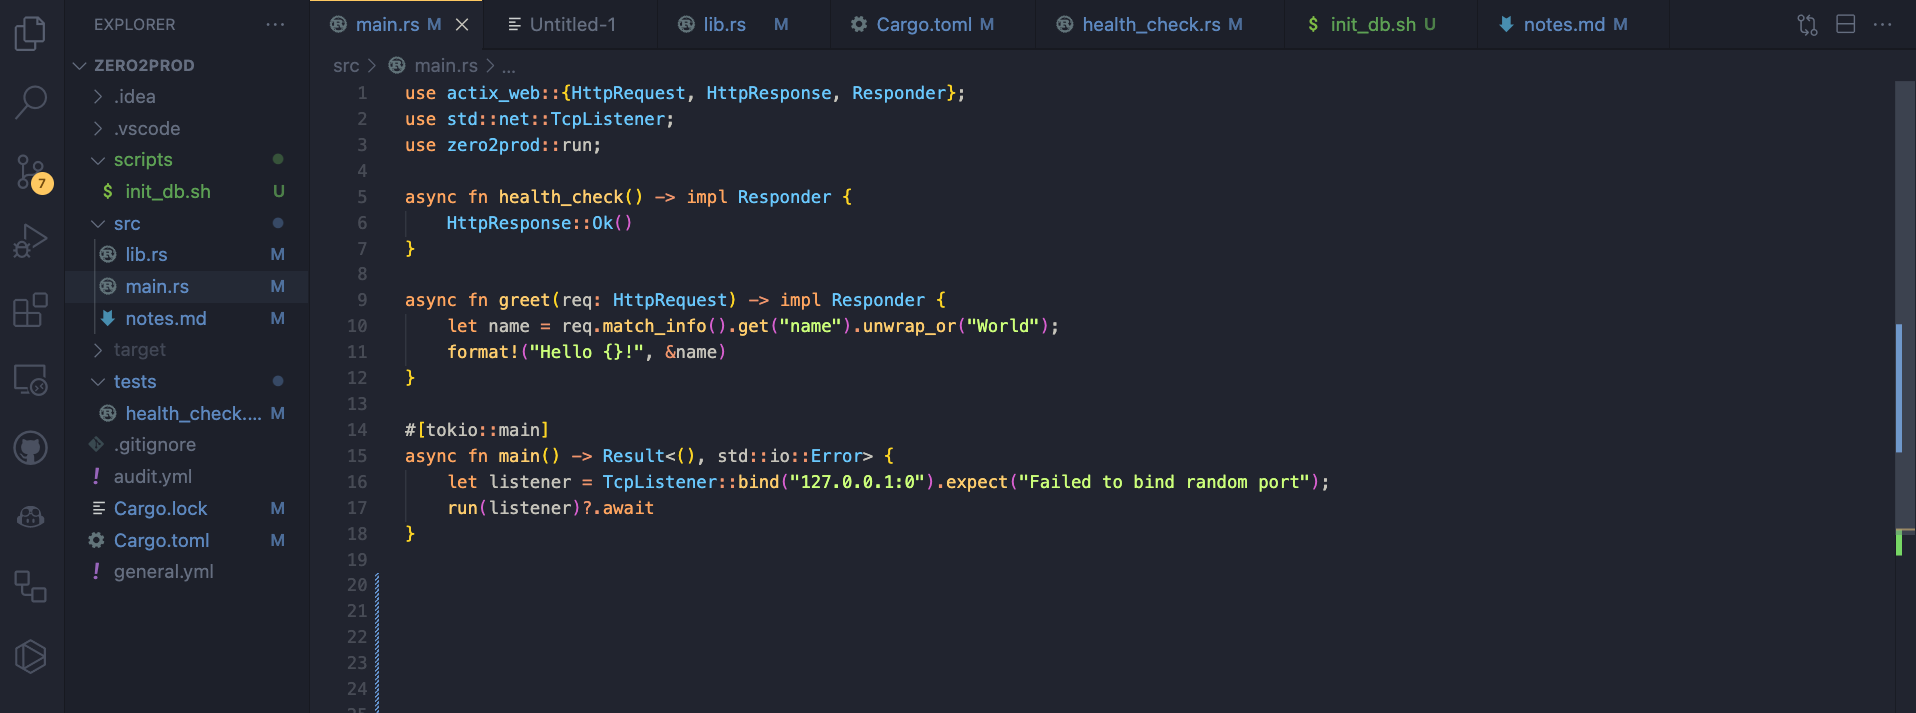 EXPLORER
ZERO2PROD
.idea
.vscode
scripts
$ init_db.sh U
src
lib.rs M
main.rs M
notes.md M
target
tests
health_check.... M
.gitignore
! audit.yml
Cargo.lock M
Cargo.toml M
! general.yml
7
main.rs M
Untitled-1
lib.rs M
Cargo.toml M
health_check.rs M
$ init_db.sh U
notes.md M
src > main.rs > ...
1 use actix_web::{HttpRequest, HttpResponse, Responder};
2 use std::net::TcpListener;
3 use zero2prod::run;
4
5 async fn health_check() -> impl Responder {
6 HttpResponse::Ok()
7 }
8
9 async fn greet(req: HttpRequest) -> impl Responder {
10 let name = req.match_info().get("name").unwrap_or("World");
11 format!("Hello {}!", &name)
12 }
13
14 #[tokio::main]
15 async fn main() -> Result<(), std::io::Error> {
16 let listener = TcpListener::bind("127.0.0.1:0").expect("Failed to bind random port");
17 run(listener)?.await
18 }
19
20
21
22
23
24
25